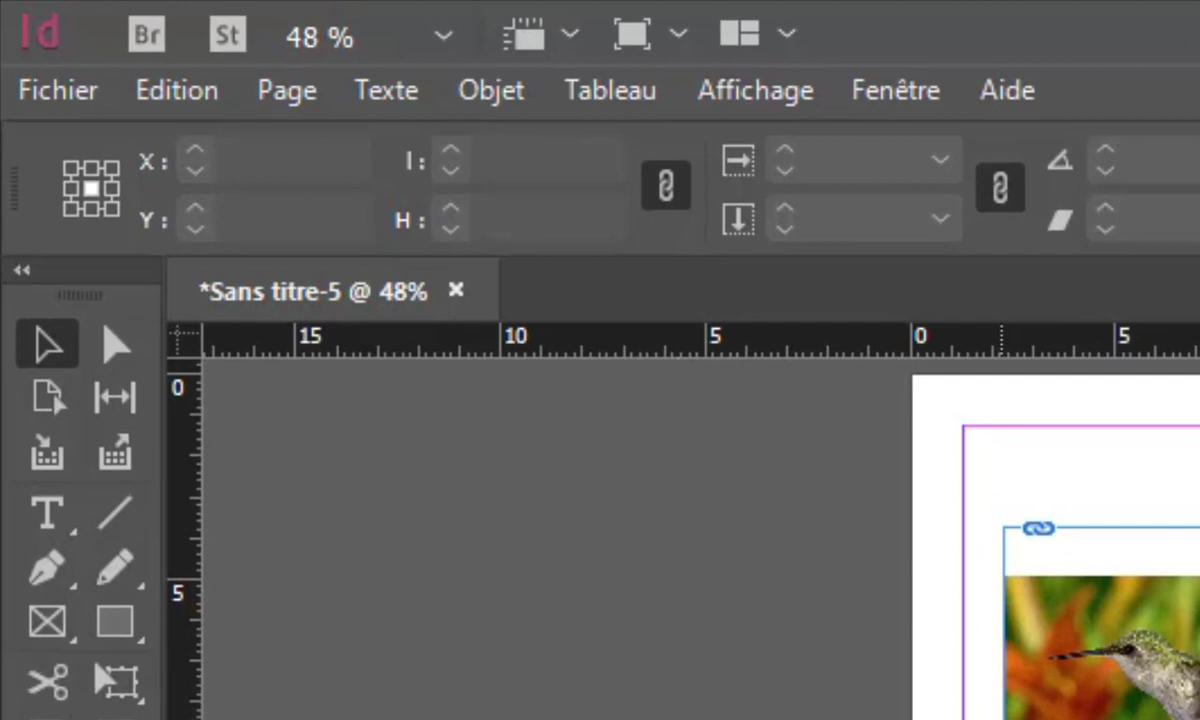 Id Br St 48 %
Fichier Edition Page Texte Objet Tableau Affichage Fenêtre Aide
X : I :
Y : H :
*Sans titre-5 @ 48% ×
15 10 5 0 5
0
5